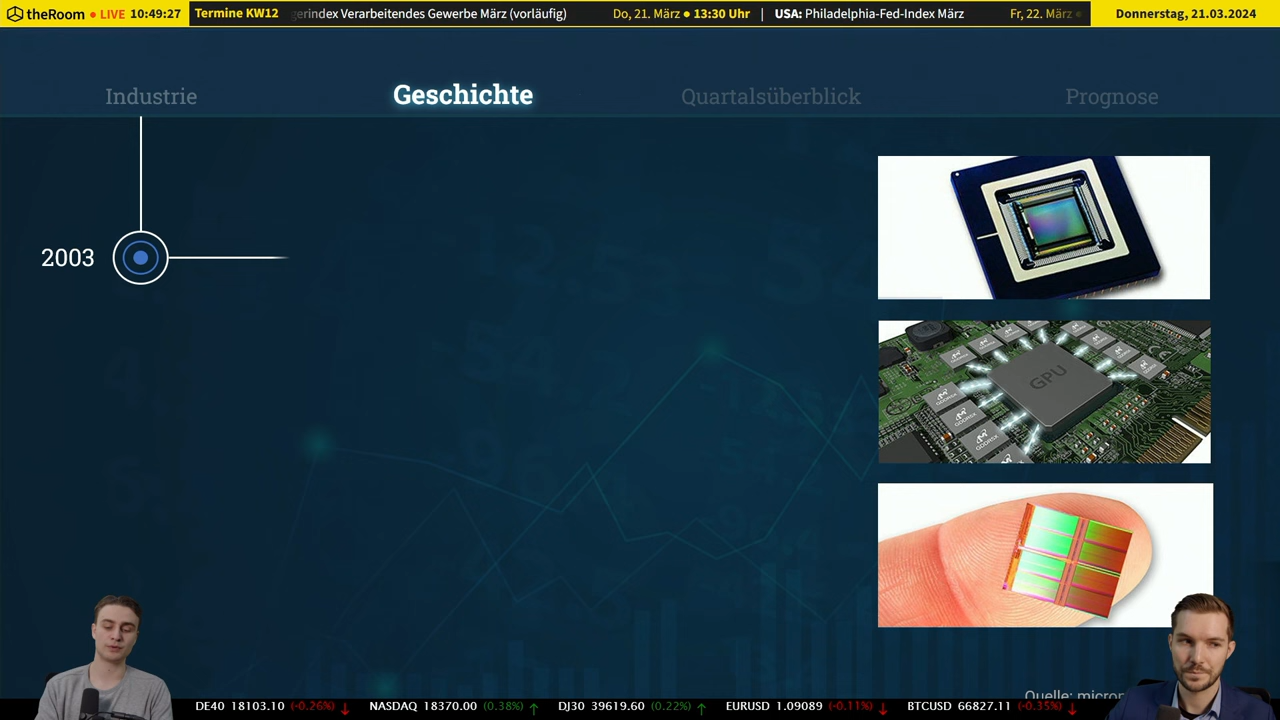 theRoom ● LIVE 10:49:27
Termine KW12
gerindex Verarbeitendes Gewerbe März (vorläufig) Do, 21. März ● 13:30 Uhr | USA: Philadelphia-Fed-Index März Fr, 22. März
Donnerstag, 21.03.2024
Industrie
Geschichte
Quartalsüberblick
Prognose
2003
GPU
Quelle:
DE40 18103.10 (-0.26%) ↓ NASDAQ 18370.00 (0.38%) ↑ DJ30 39619.60 (0.22%) ↑ EURUSD 1.09089 (-0.11%) ↓ BTCUSD 66827.11 (-0.35%) ↓